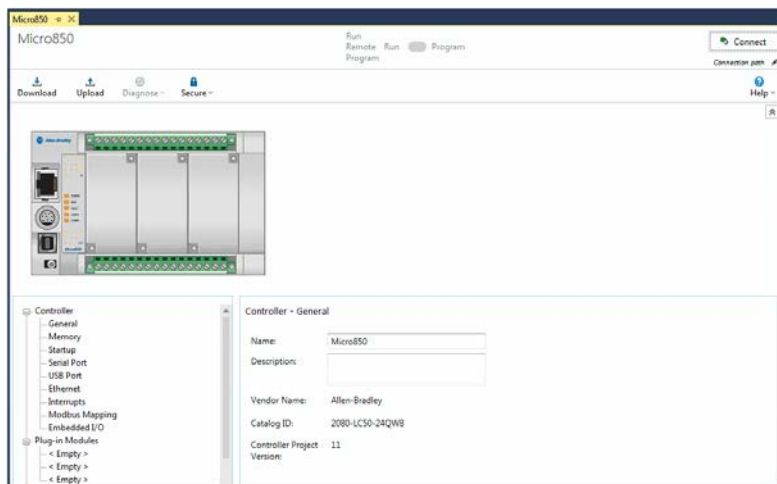 Micro850
Micro850
Run
Remote Run Program
Program
Connect
Connection path
Download Upload Diagnose Secure
Help
Allen-Bradley
Controller
General
Memory
Startup
Serial Port
USB Port
Ethernet
Interrupts
Modbus Mapping
Embedded I/O
Plug-in Modules
< Empty >
< Empty >
< Empty >
Controller - General
Name: Micro850
Description:
Vendor Name: Allen-Bradley
Catalog ID: 2080-LC50-24QWB
Controller Project 11
Version: